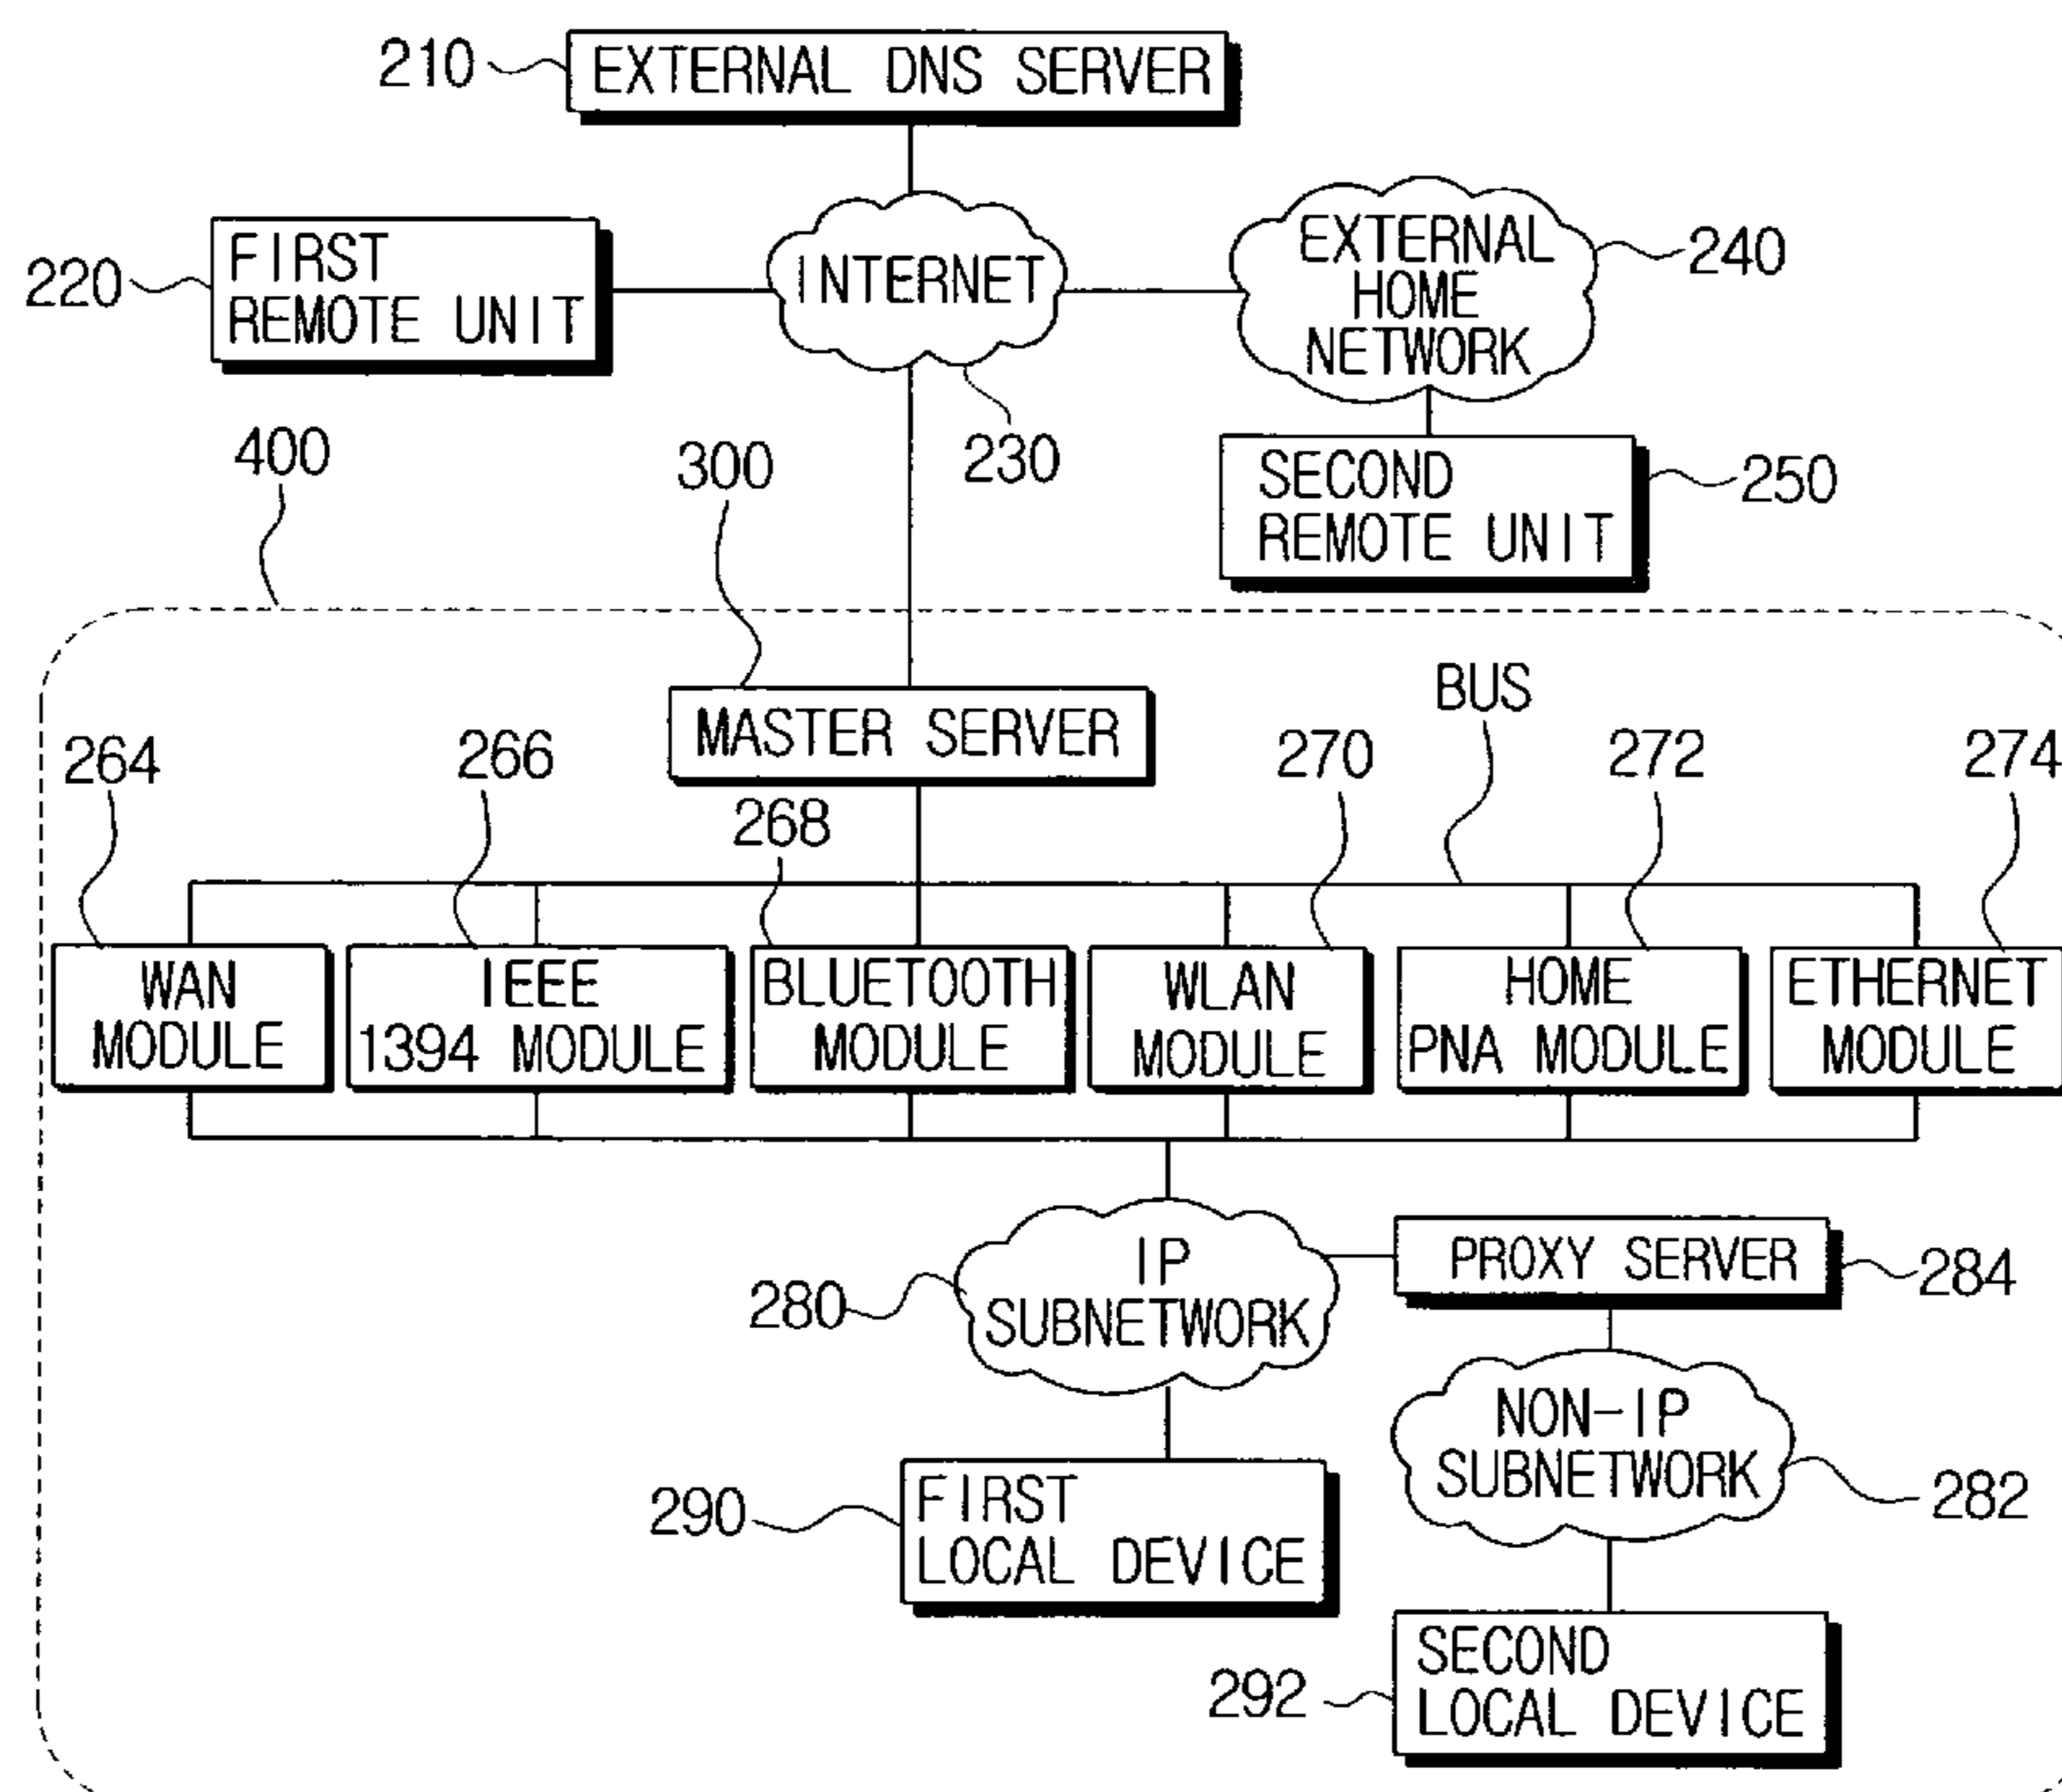 210
EXTERNAL DNS SERVER
220
FIRST
REMOTE UNIT
INTERNET
230
EXTERNAL
HOME
NETWORK
240
SECOND
REMOTE UNIT
250
400
300
MASTER SERVER
BUS
264
266
268
270
272
274
WAN
MODULE
IEEE
1394 MODULE
BLUETOOTH
MODULE
WLAN
MODULE
HOME
PNA MODULE
ETHERNET
MODULE
280
IP
SUBNETWORK
PROXY SERVER
284
NON-IP
SUBNETWORK
282
290
FIRST
LOCAL DEVICE
292
SECOND
LOCAL DEVICE